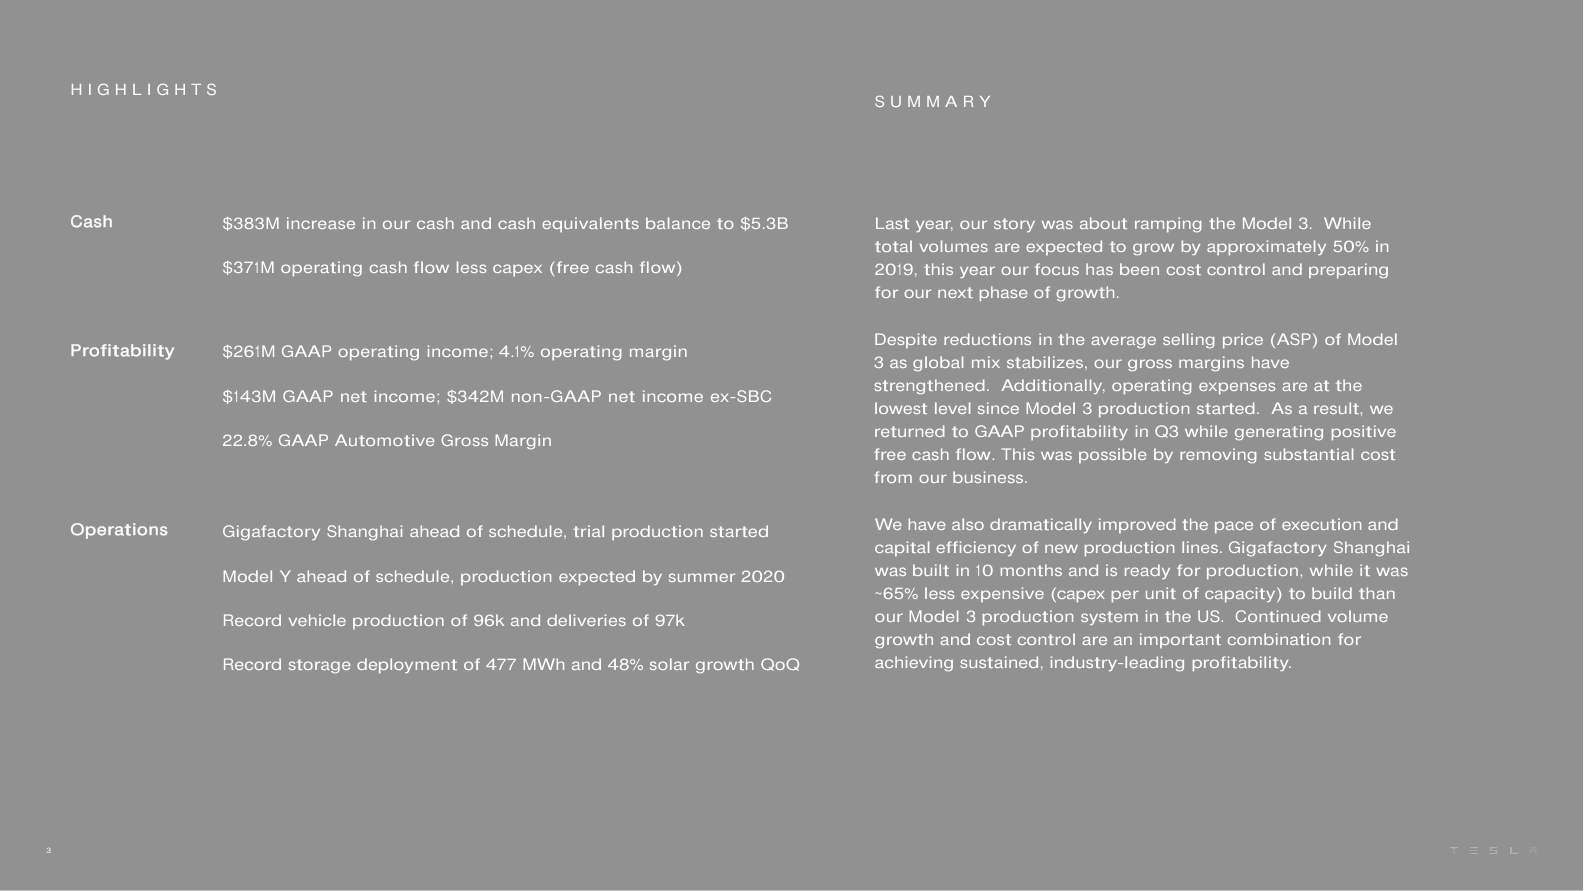 HIGHLIGHTS
Cash
$383M increase in our cash and cash equivalents balance to $5.3B
$371M operating cash flow less capex (free cash flow)
Profitability
$261M GAAP operating income; 4.1% operating margin
$143M GAAP net income; $342M non-GAAP net income ex-SBC
22.8% GAAP Automotive Gross Margin
Operations
Gigafactory Shanghai ahead of schedule, trial production started
Model Y ahead of schedule, production expected by summer 2020
Record vehicle production of 96k and deliveries of 97k
Record storage deployment of 477 MWh and 48% solar growth QoQ
SUMMARY
Last year, our story was about ramping the Model 3.  While
total volumes are expected to grow by approximately 50% in
2019, this year our focus has been cost control and preparing
for our next phase of growth.
Despite reductions in the average selling price (ASP) of Model
3 as global mix stabilizes, our gross margins have
strengthened.  Additionally, operating expenses are at the
lowest level since Model 3 production started.  As a result, we
returned to GAAP profitability in Q3 while generating positive
free cash flow. This was possible by removing substantial cost
from our business.
We have also dramatically improved the pace of execution and
capital efficiency of new production lines. Gigafactory Shanghai
was built in 10 months and is ready for production, while it was
~65% less expensive (capex per unit of capacity) to build than
our Model 3 production system in the US.  Continued volume
growth and cost control are an important combination for
achieving sustained, industry-leading profitability.
3
TESLA